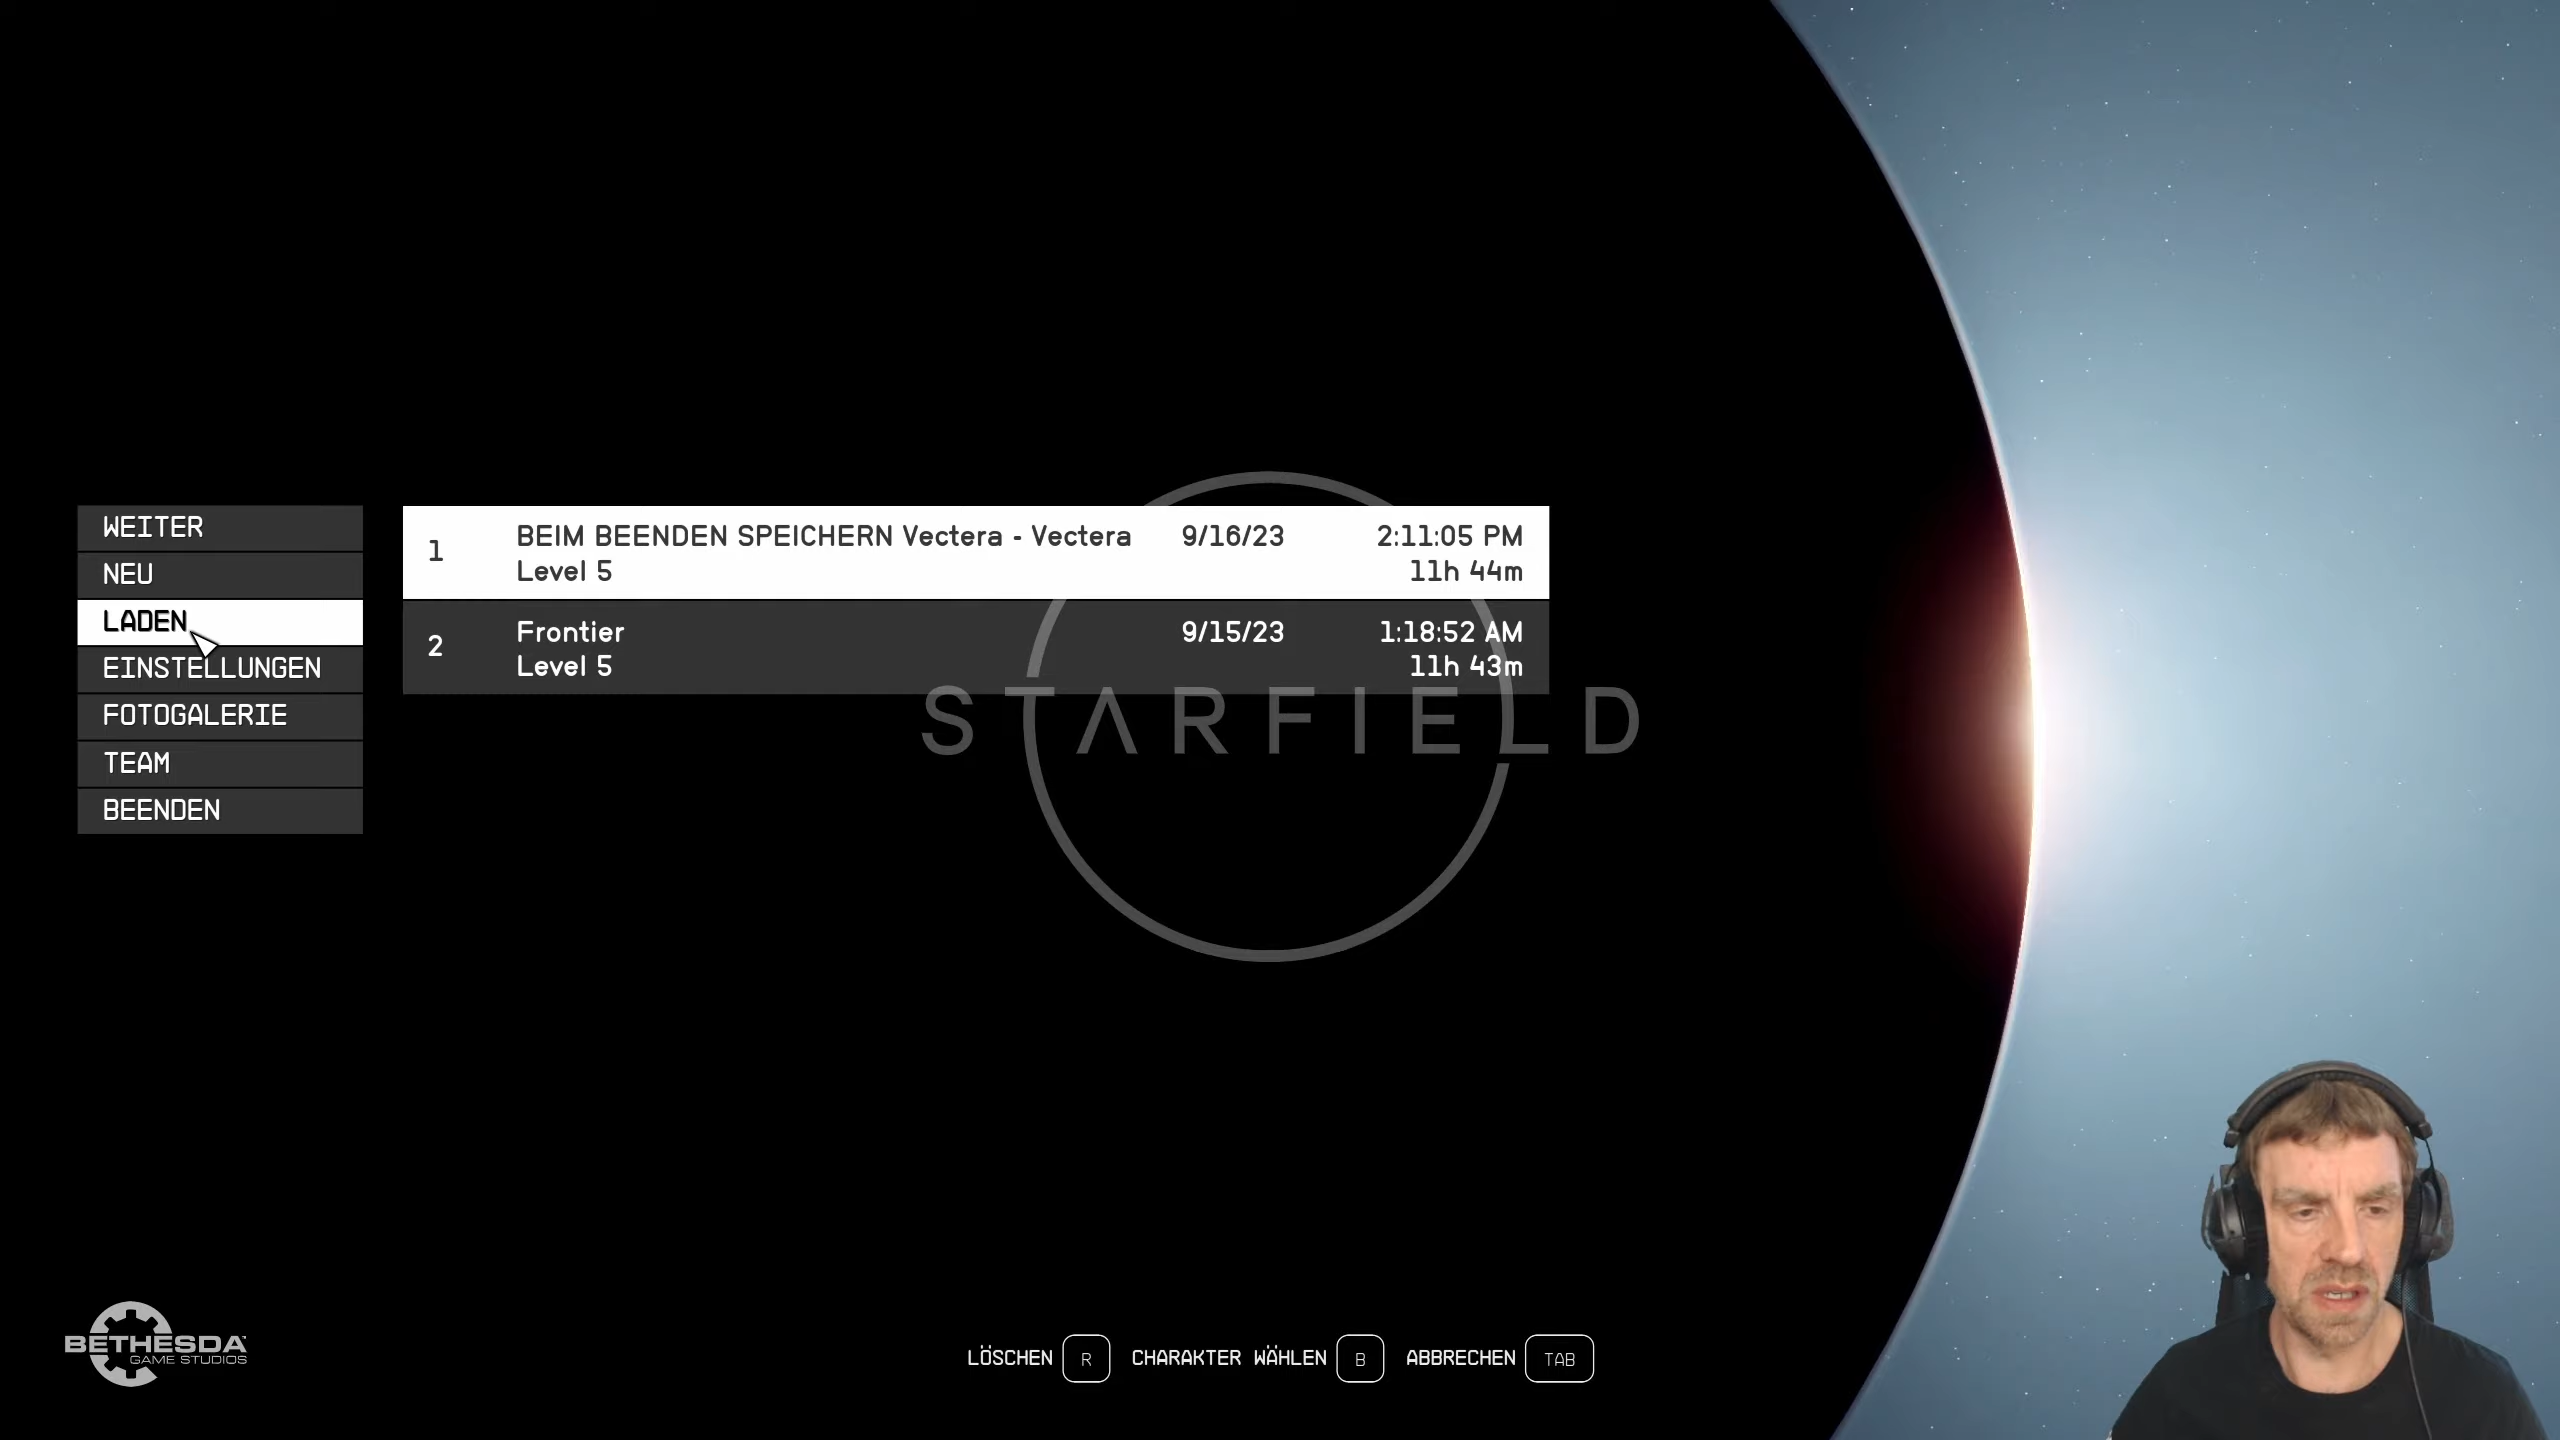 WEITER
NEU
LADEN
EINSTELLUNGEN
FOTOGALERIE
TEAM
BEENDEN
1 BEIM BEENDEN SPEICHERN Vectera - Vectera 9/16/23 2:11:05 PM
Level 5 11h 44m
2 Frontier 9/15/23 1:18:52 AM
Level 5 11h 43m
STARFIELD
BETHESDA
GAME STUDIOS
LÖSCHEN R CHARAKTER WÄHLEN B ABBRECHEN TAB